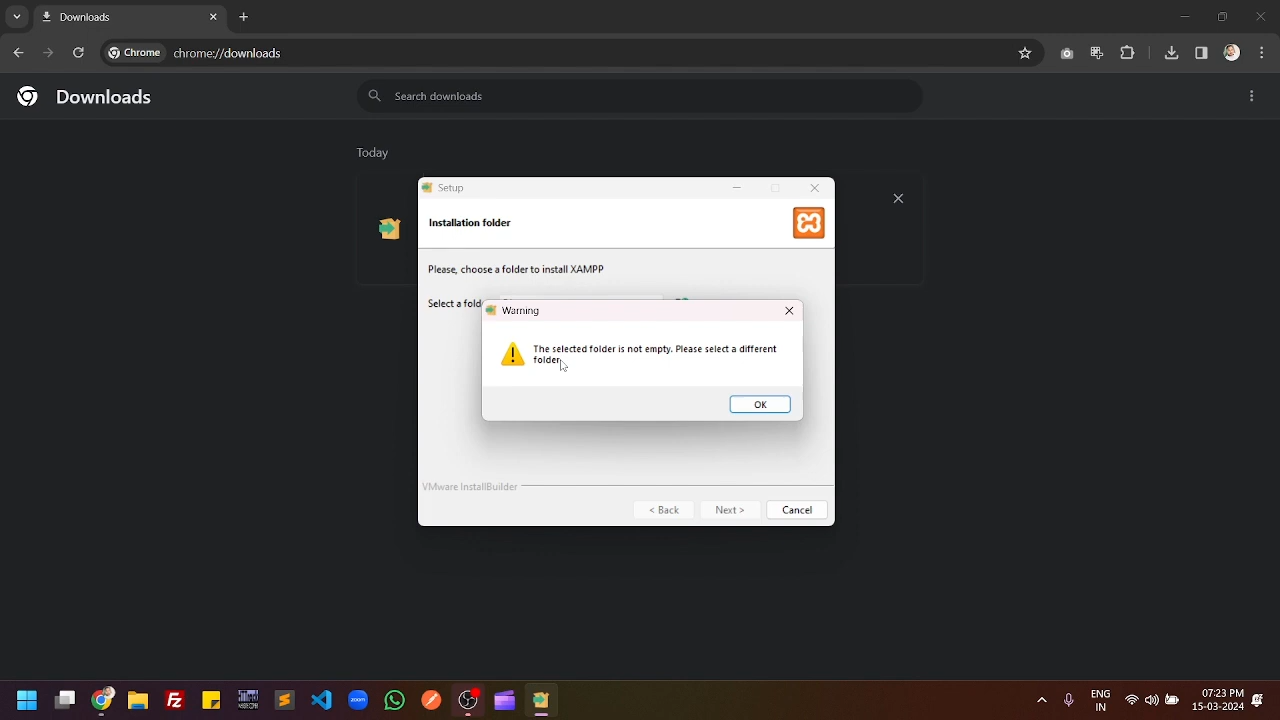 Downloads
Chrome
chrome://downloads
Downloads
Search downloads
Today
Setup
Installation folder
Please, choose a folder to install XAMPP
Select a fold
Warning
The selected folder is not empty. Please select a different
folder.
OK
VMware InstallBuilder
< Back
Next >
Cancel
zoom
ENG
IN
07:23 PM
15-03-2024